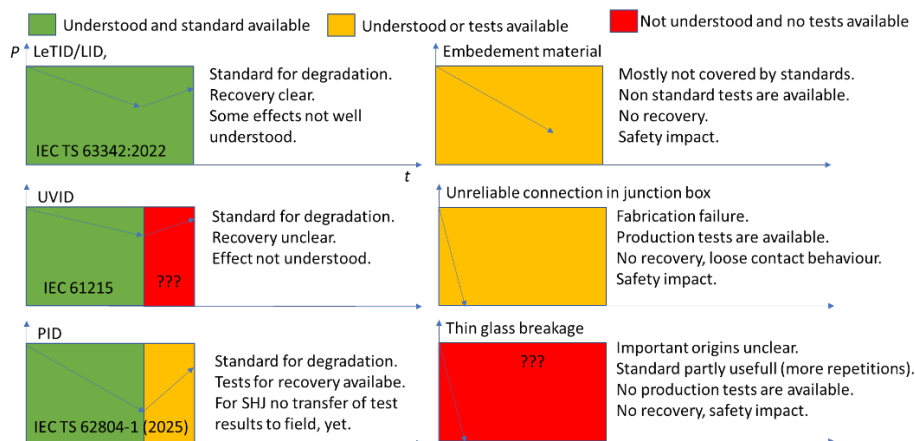 Understood and standard available
Understood or tests available
Not understood and no tests available
P
LeTID/LID,
Standard for degradation.
Recovery clear.
Some effects not well
understood.
IEC TS 63342:2022
t
Embedement material
Mostly not covered by standards.
Non standard tests are available.
No recovery.
Safety impact.
UVID
Standard for degradation.
Recovery unclear.
Effect not understood.
IEC 61215
???
Unreliable connection in junction box
Fabrication failure.
Production tests are available.
No recovery, loose contact behaviour.
Safety impact.
PID
Standard for degradation.
Tests for recovery availabe.
For SHJ no transfer of test
results to field, yet.
IEC TS 62804-1 (2025)
Thin glass breakage
???
Important origins unclear.
Standard partly usefull (more repetitions).
No production tests are available.
No recovery, safety impact.